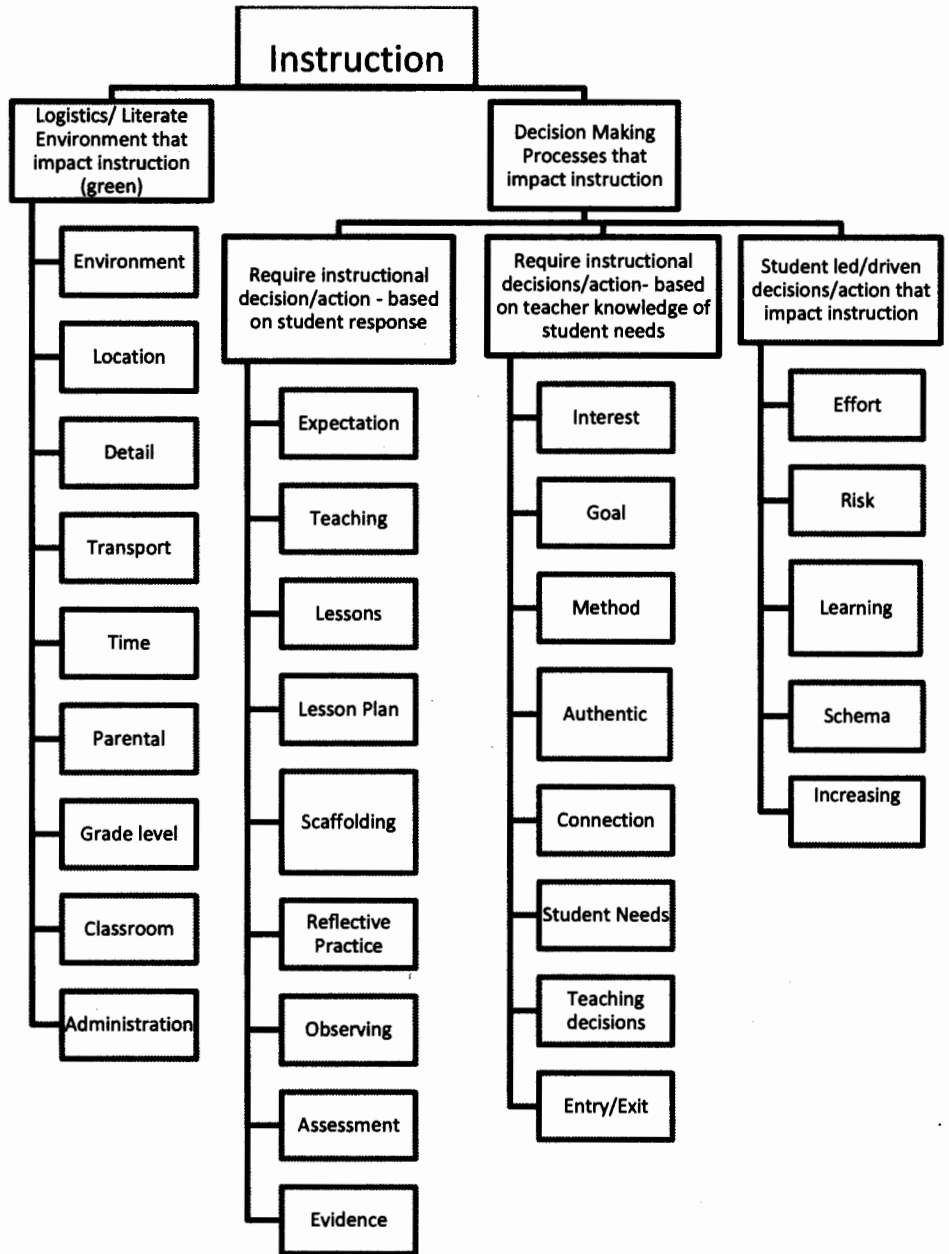 Instruction
Logistics/ Literate
Environment that
impact instruction
(green)
Environment
Location
Detail
Transport
Time
Parental
Grade level
Classroom
Administration
Decision Making
Processes that
impact instruction
Require instructional
decision/action - based
on student response
Expectation
Teaching
Lessons
Lesson Plan
Scaffolding
Reflective
Practice
Observing
Assessment
Evidence
Require instructional
decisions/action- based
on teacher knowledge of
student needs
Interest
Goal
Method
Authentic
Connection
Student Needs
Teaching
decisions
Entry/Exit
Student led/driven
decisions/action that
impact instruction
Effort
Risk
Learning
Schema
Increasing